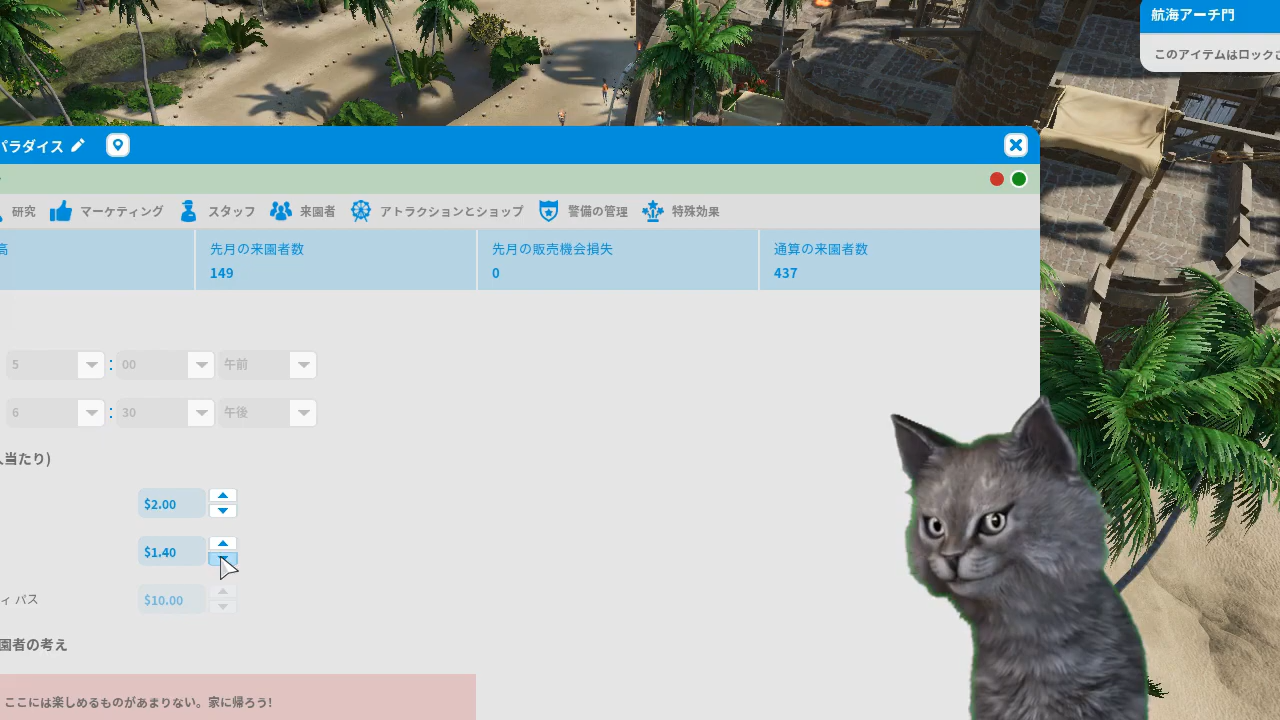 航海アーチ門
このアイテムはロック
パラダイス
研究 マーケティング スタッフ 来園者 アトラクションとショップ 警備の管理 特殊効果
高 先月の来園者数 先月の販売機会損失 通算の来園者数
149 0 437
5 : 00 午前
6 : 30 午後
人当たり)
$2.00
$1.40
ィ パス $10.00
園者の考え
ここには楽しめるものがあまりない。家に帰ろう!